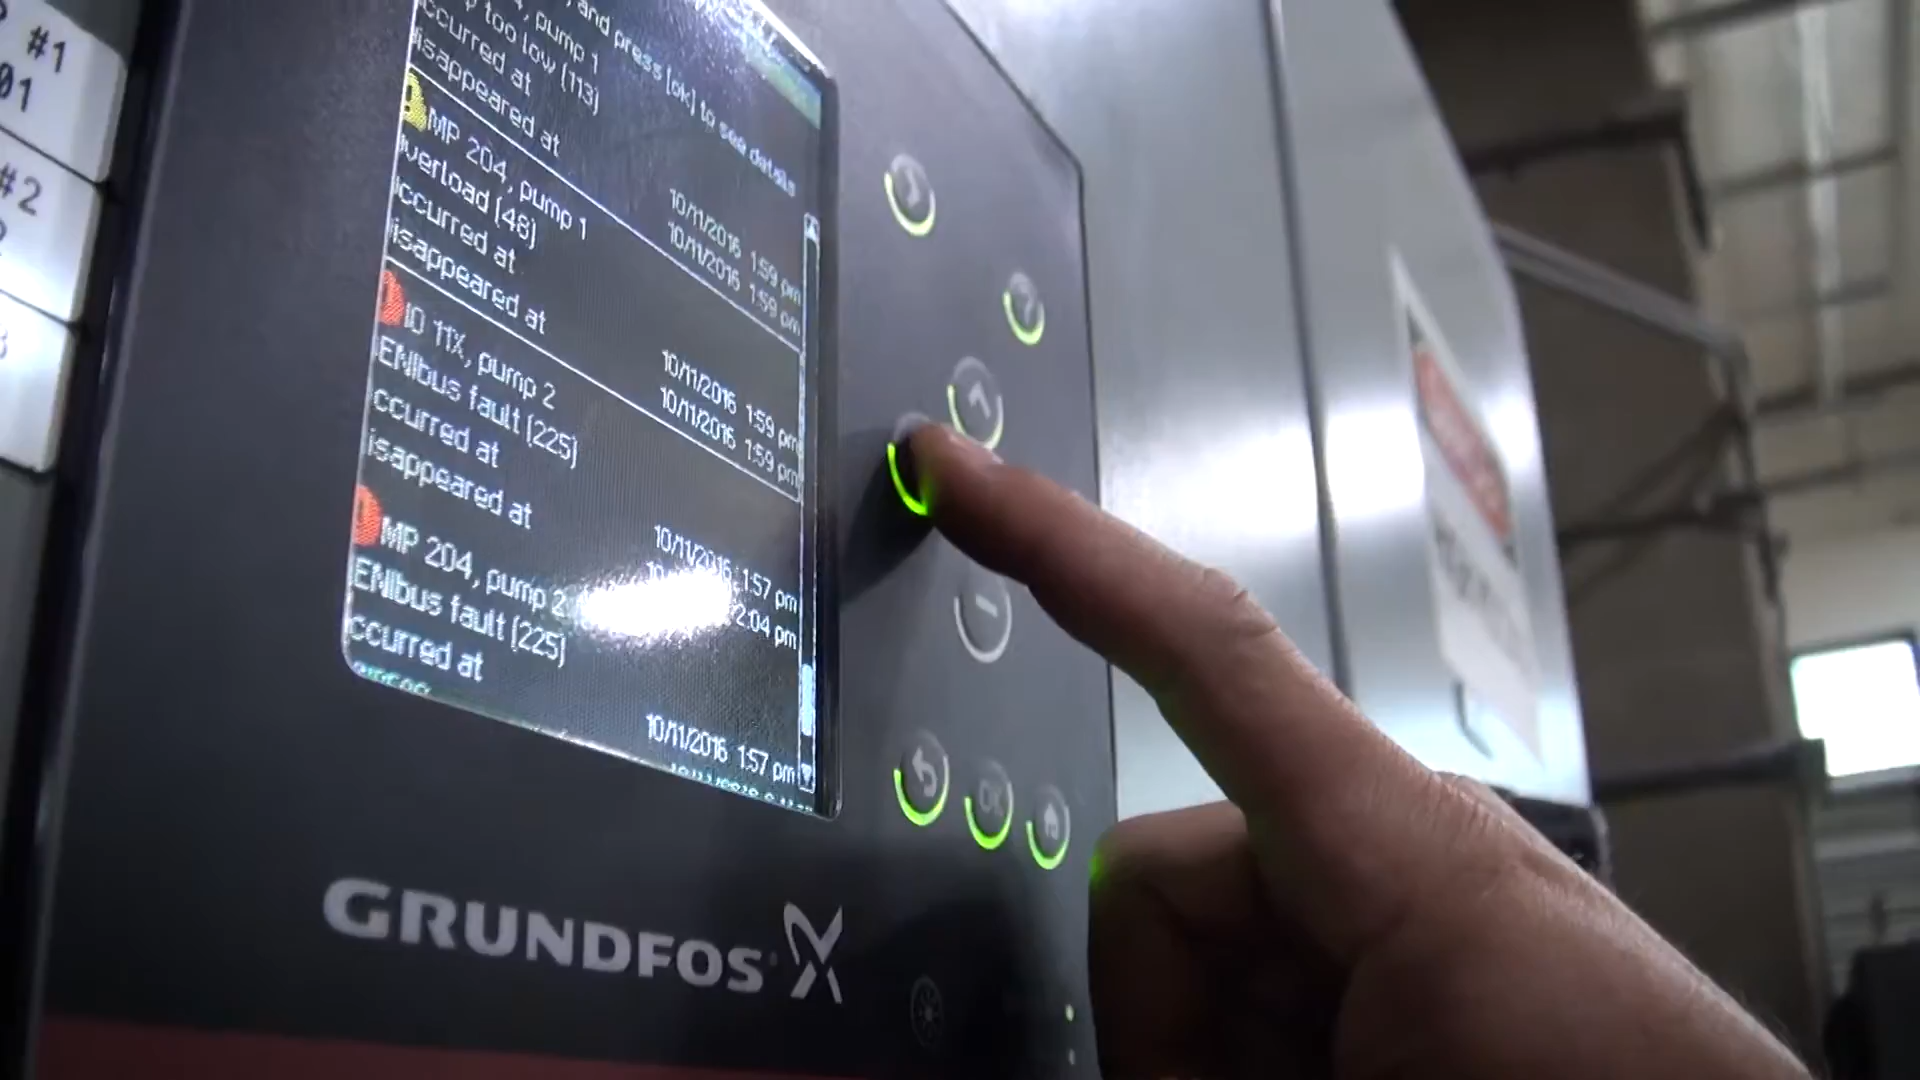 #1
01
#2
and press [ok] to see details
, pump 1
too low (113)
ccurred at
10/11/2016 1:59 pm
isappeared at
10/11/2016 1:59 pm
MP 204, pump 1
verload (48)
ccurred at
10/11/2016 1:59 pm
isappeared at
10/11/2016 1:59 pm
IO 11X, pump 2
ENIbus fault (225)
ccurred at
10/11/2016 1:57 pm
isappeared at
2:04 pm
MP 204, pump 2
ENIbus fault (225)
ccurred at
10/11/2016 1:57 pm
?
OK
GRUNDFOS